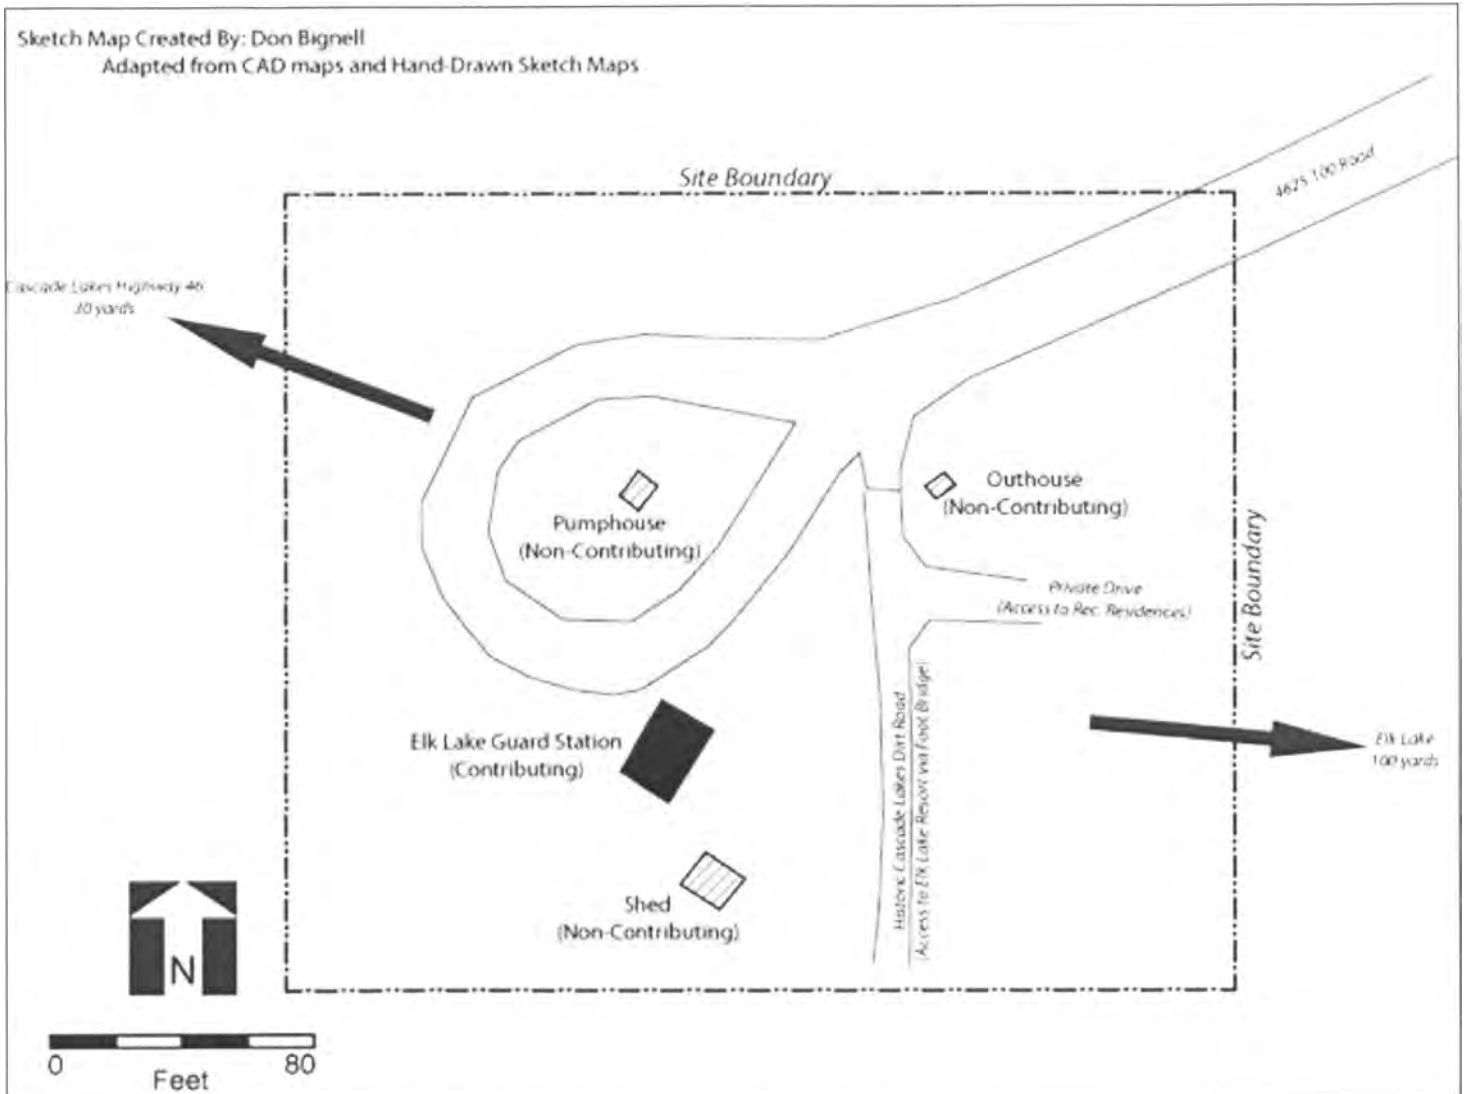 Sketch Map Created By: Don Bignell
Adapted from CAD maps and Hand-Drawn Sketch Maps
Site Boundary
4625 100 Road
Cascade Lakes Highway 46
30 yards
Outhouse
(Non-Contributing)
Pumphouse
(Non-Contributing)
Private Drive
(Access to Rec. Residences)
Site Boundary
Historic Cascade Lakes Dirt Road
(Access to Elk Lake Resort via Foot Bridge)
Elk Lake Guard Station
(Contributing)
Elk Lake
100 yards
Shed
(Non-Contributing)
N
0 80
Feet